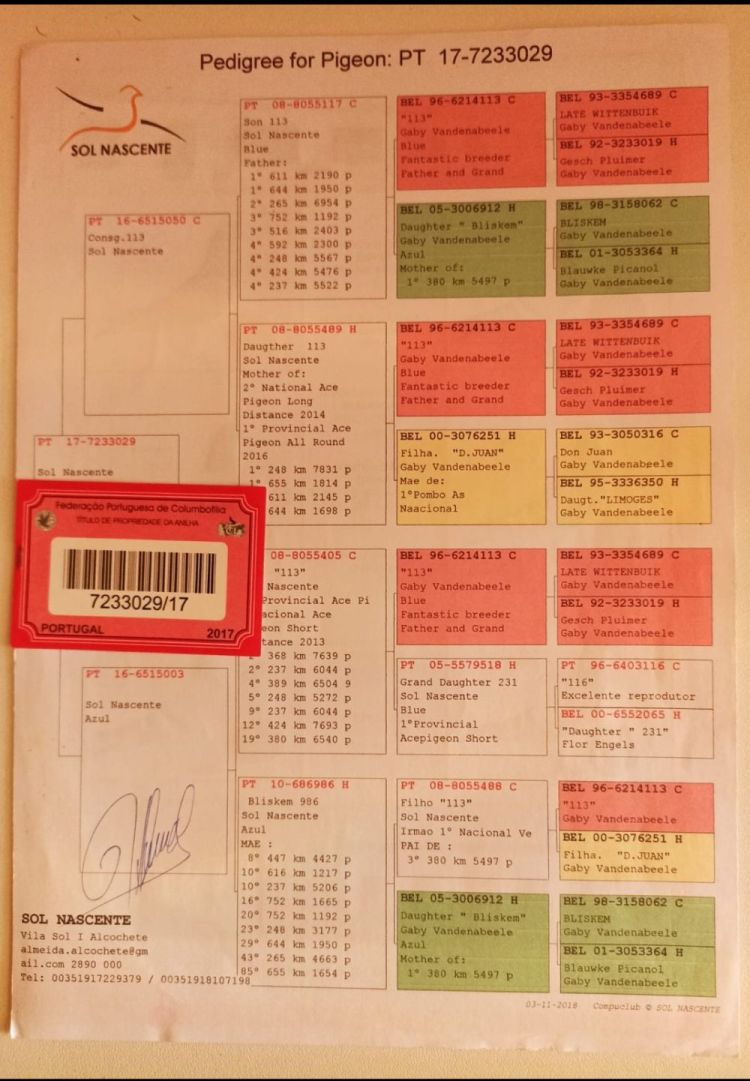 Pedigree for Pigeon: PT 17-7233029
SOL NASCENTE
PT 17-7233029
Sol Nascente
Federação Portuguesa de Columbofilia
TÍTULO DE PROPRIEDADE DA ANILHA
7233029/17
PORTUGAL
2017
PT 16-6515050 C
Consg.113
Sol Nascente
PT 16-6515003
Sol Nascente
Azul
PT 08-8055117 C
Son 113
Sol Nascente
Blue
Father:
1° 611 km 2190 p
1° 644 km 1950 p
2° 265 km 6954 p
3° 752 km 1192 p
3° 516 km 2403 p
4° 592 km 2300 p
4° 248 km 5567 p
4° 424 km 5476 p
4° 237 km 5522 p
PT 08-8055489 H
Daugther 113
Sol Nascente
Mother of:
2° National Ace
Pigeon Long
Distance 2014
1° Provincial Ace
Pigeon All Round
2016
1° 248 km 7831 p
1° 655 km 1814 p
611 km 2145 p
644 km 1698 p
08-8055405 C
"113"
Nascente
Provincial Ace Pi
acional Ace
eon Short
tance 2013
368 km 7639 p
2° 237 km 6044 p
4° 389 km 6504 9
5° 248 km 5272 p
9° 237 km 6044 p
12° 424 km 7693 p
19° 380 km 6540 p
PT 10-686986 H
Bliskem 986
Sol Nascente
Azul
MAE :
8° 447 km 4427 p
10° 616 km 1217 p
10° 237 km 5206 p
16° 752 km 1665 p
20° 752 km 1192 p
23° 248 km 3177 p
29° 644 km 1950 p
43° 265 km 4663 p
85° 655 km 1654 p
BEL 96-6214113 C
"113"
Gaby Vandenabeele
Blue
Fantastic breeder
Father and Grand
BEL 05-3006912 H
Daughter " Bliskem"
Gaby Vandenabeele
Azul
Mother of:
1° 380 km 5497 p
BEL 96-6214113 C
"113"
Gaby Vandenabeele
Blue
Fantastic breeder
Father and Grand
BEL 00-3076251 H
Filha. "D.JUAN"
Gaby Vandenabeele
Mae de:
1°Pombo As
Naacional
BEL 96-6214113 C
"113"
Gaby Vandenabeele
Blue
Fantastic breeder
Father and Grand
PT 05-5579518 H
Grand Daughter 231
Sol Nascente
Blue
1°Provincial
Acepigeon Short
PT 08-8055488 C
Filho "113"
Sol Nascente
Irmao 1° Nacional Ve
PAI DE :
3° 380 km 5497 p
BEL 05-3006912 H
Daughter " Bliskem"
Gaby Vandenabeele
Azul
Mother of:
1° 380 km 5497 p
BEL 93-3354689 C
LATE WITTENBUIK
Gaby Vandenabeele
BEL 92-3233019 H
Gesch Pluimer
Gaby Vandenabeele
BEL 98-3158062 C
BLISKEM
Gaby Vandenabeele
BEL 01-3053364 H
Blauwke Picanol
Gaby Vandenabeele
BEL 93-3354689 C
LATE WITTENBUIK
Gaby Vandenabeele
BEL 92-3233019 H
Gesch Pluimer
Gaby Vandenabeele
BEL 93-3050316 C
Don Juan
Gaby Vandenabeele
BEL 95-3336350 H
Daugt."LIMOGES"
Gaby Vandenabeele
BEL 93-3354689 C
LATE WITTENBUIK
Gaby Vandenabeele
BEL 92-3233019 H
Gesch Pluimer
Gaby Vandenabeele
PT 96-6403116 C
"116"
Excelente reprodutor
BEL 00-6552065 H
"Daughter " 231"
Flor Engels
BEL 96-6214113 C
"113"
Gaby Vandenabeele
BEL 00-3076251 H
Filha. "D.JUAN"
Gaby Vandenabeele
BEL 98-3158062 C
BLISKEM
Gaby Vandenabeele
BEL 01-3053364 H
Blauwke Picanol
Gaby Vandenabeele
SOL NASCENTE
Vila Sol I Alcochete
almeida.alcochete@gm
ail.com 2890 000
Tel: 00351917229379 / 00351918107198
03-11-2018 Compuclub © SOL NASCENTE